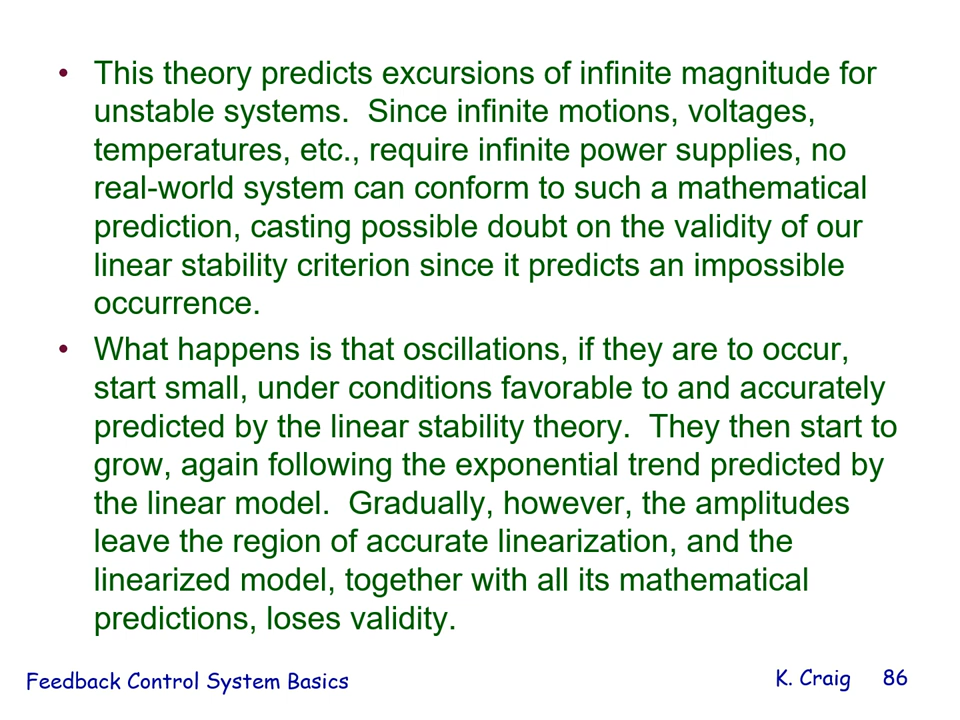 • This theory predicts excursions of infinite magnitude for
unstable systems.  Since infinite motions, voltages,
temperatures, etc., require infinite power supplies, no
real-world system can conform to such a mathematical
prediction, casting possible doubt on the validity of our
linear stability criterion since it predicts an impossible
occurrence.
• What happens is that oscillations, if they are to occur,
start small, under conditions favorable to and accurately
predicted by the linear stability theory.  They then start to
grow, again following the exponential trend predicted by
the linear model.  Gradually, however, the amplitudes
leave the region of accurate linearization, and the
linearized model, together with all its mathematical
predictions, loses validity.
Feedback Control System Basics
K. Craig 86